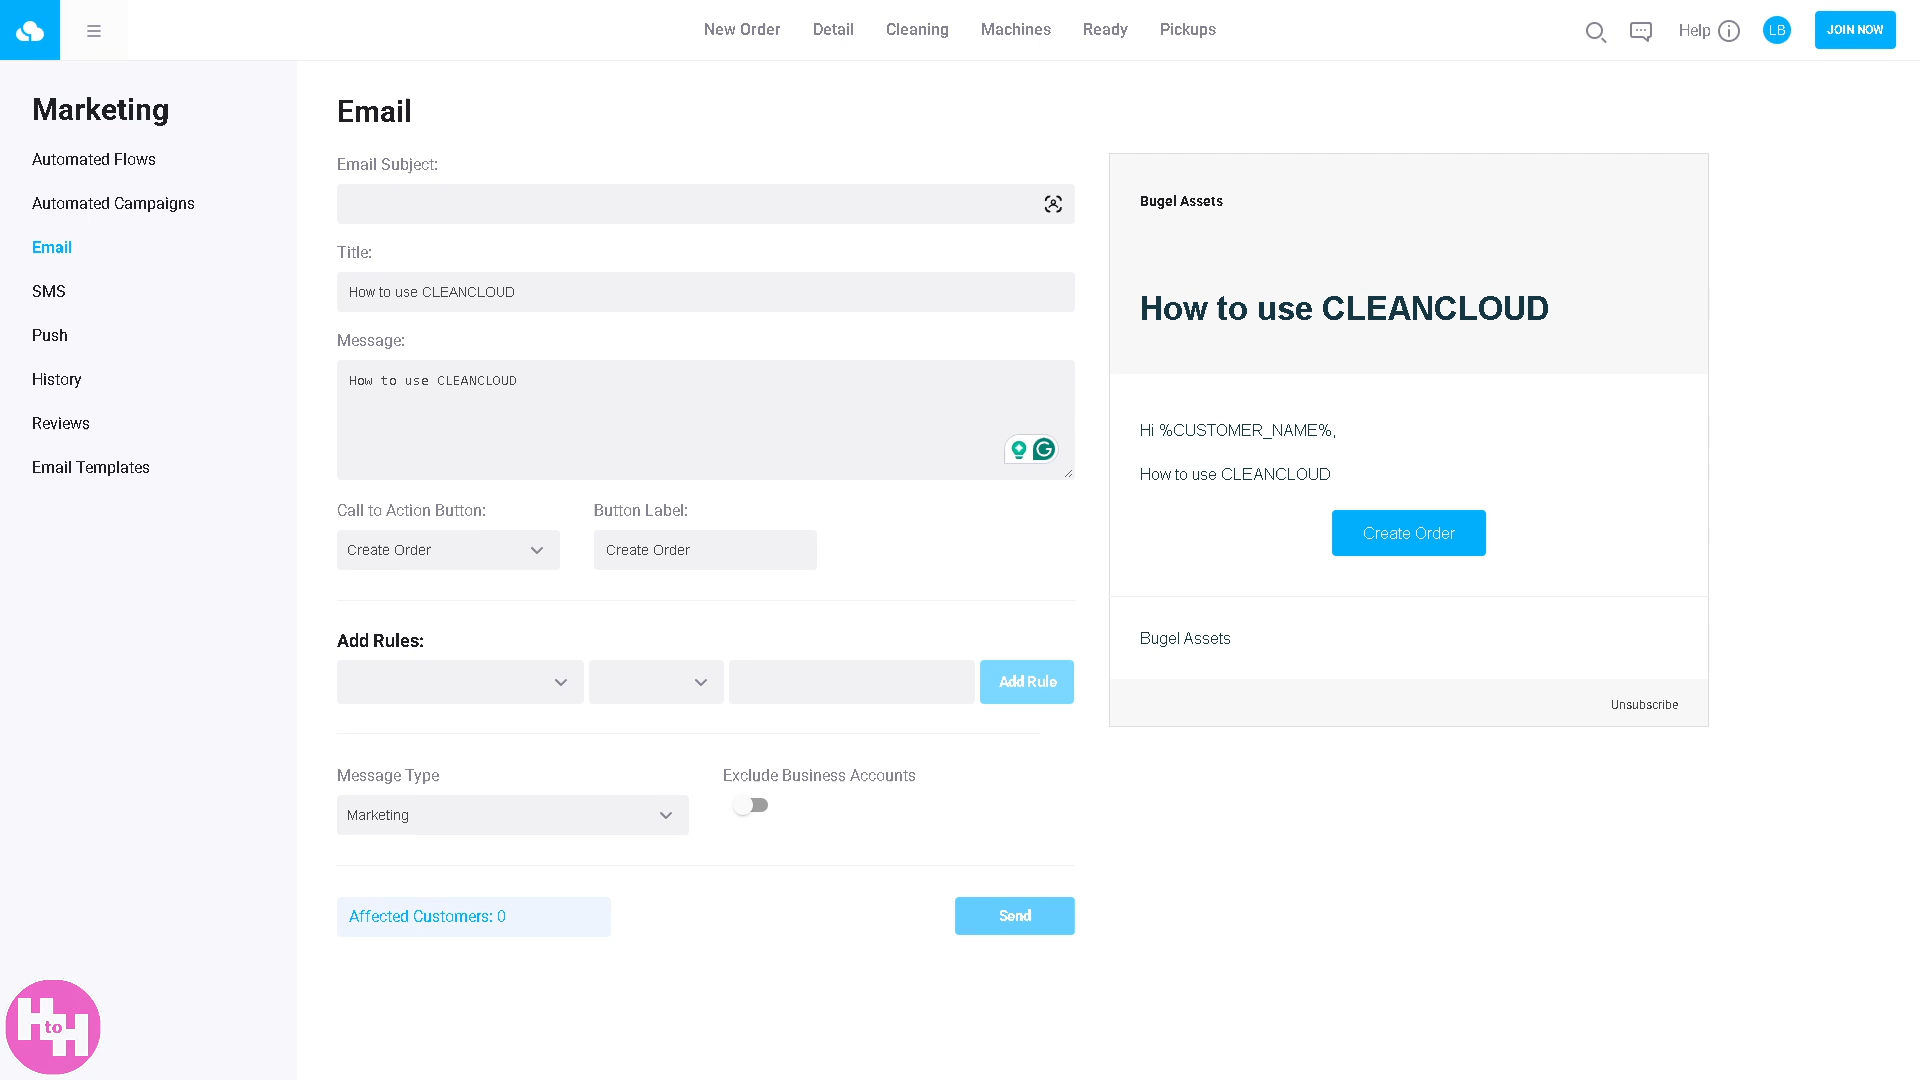 New Order Detail Cleaning Machines Ready Pickups Help LB JOIN NOW
Marketing
Automated Flows
Automated Campaigns
Email
SMS
Push
History
Reviews
Email Templates
Email
Email Subject:
Title:
How to use CLEANCLOUD
Message:
How to use CLEANCLOUD
Call to Action Button: Button Label:
Create Order Create Order
Add Rules:
Add Rule
Message Type Exclude Business Accounts
Marketing
Affected Customers: 0 Send
Bugel Assets
How to use CLEANCLOUD
Hi %CUSTOMER_NAME%,
How to use CLEANCLOUD
Create Order
Bugel Assets
Unsubscribe
H to H